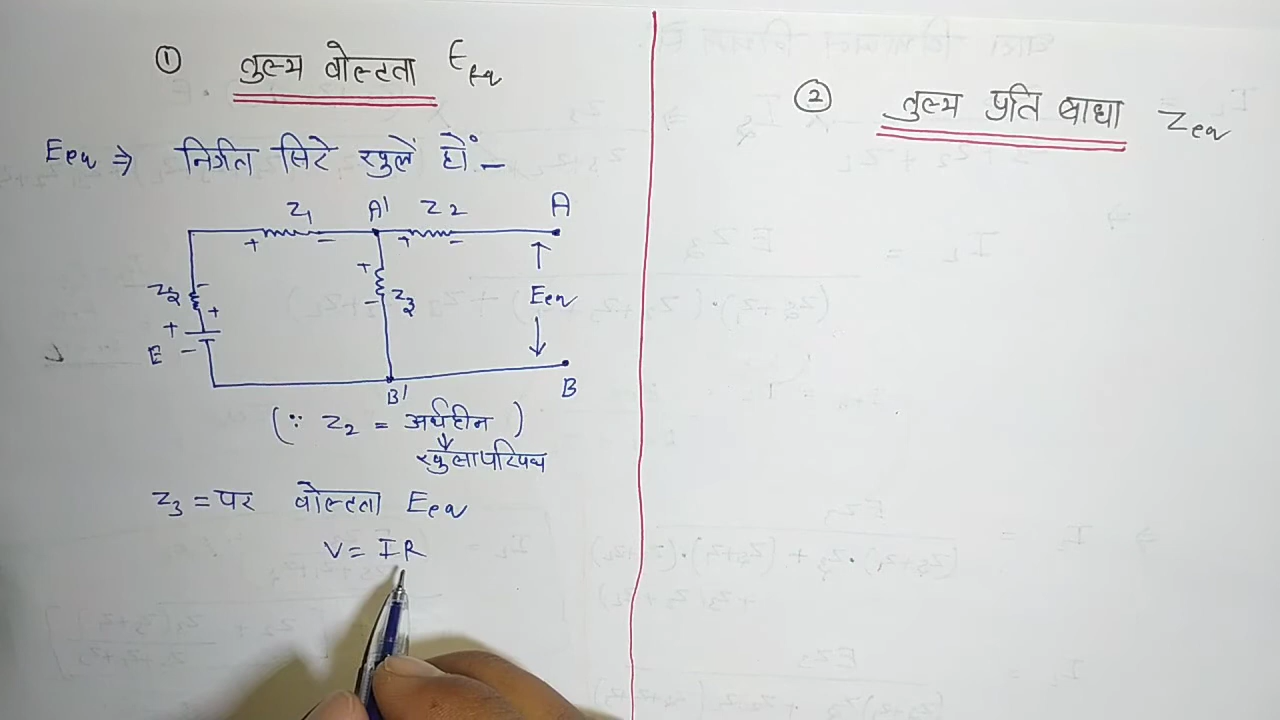 ① तुल्य वोल्टता Eeq
Eeq ⇒ निर्गत सिरे खुलें हों -
Z1 A' Z2 A
+ - + -
+ - Z3
- +
+ - E
Eeq
B' B
(∵ Z2 = अर्थहीन)
↓
खुला परिपथ
Z3 = पर वोल्टता Eeq
V = IR
② तुल्य प्रति बाधा Zeq